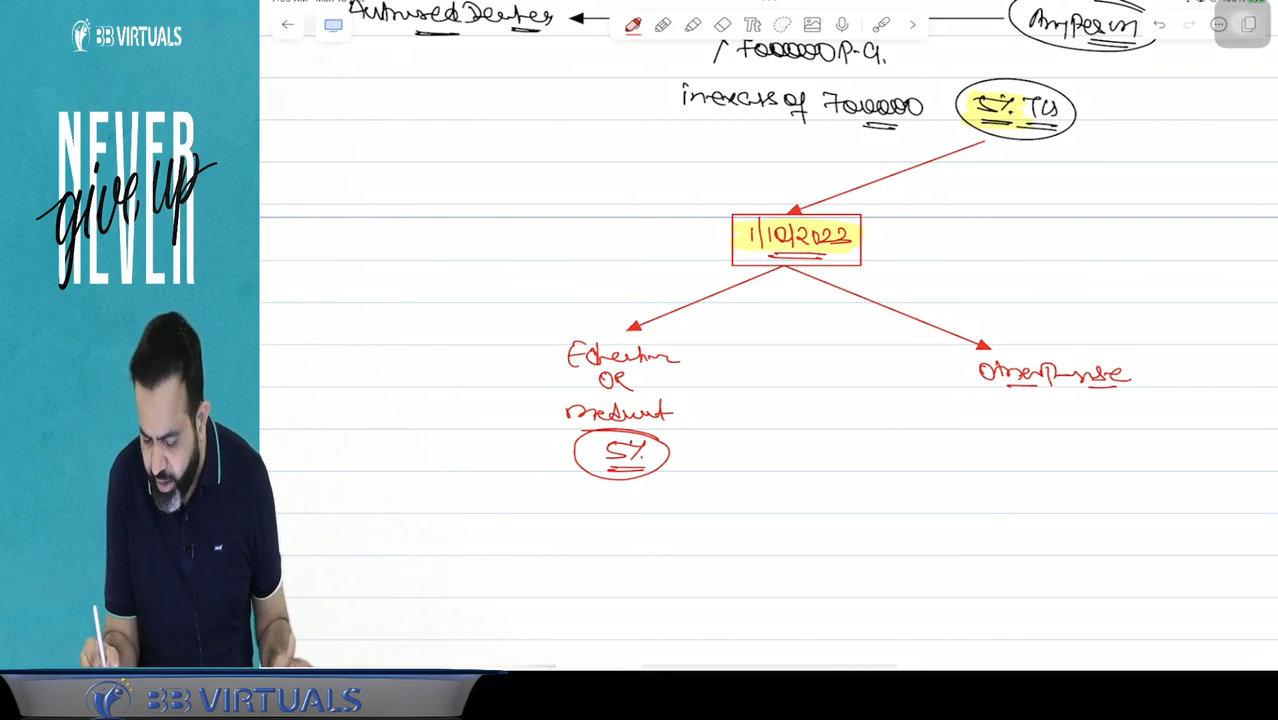 Authorised Dealer
Any Person
BB VIRTUALS
700000 P.a.
in excess of 700000 5% TCS
NEVER
give up
NEVER
1/10/2023
Education
OR
Medical
5%
Other Purpose
BB VIRTUALS